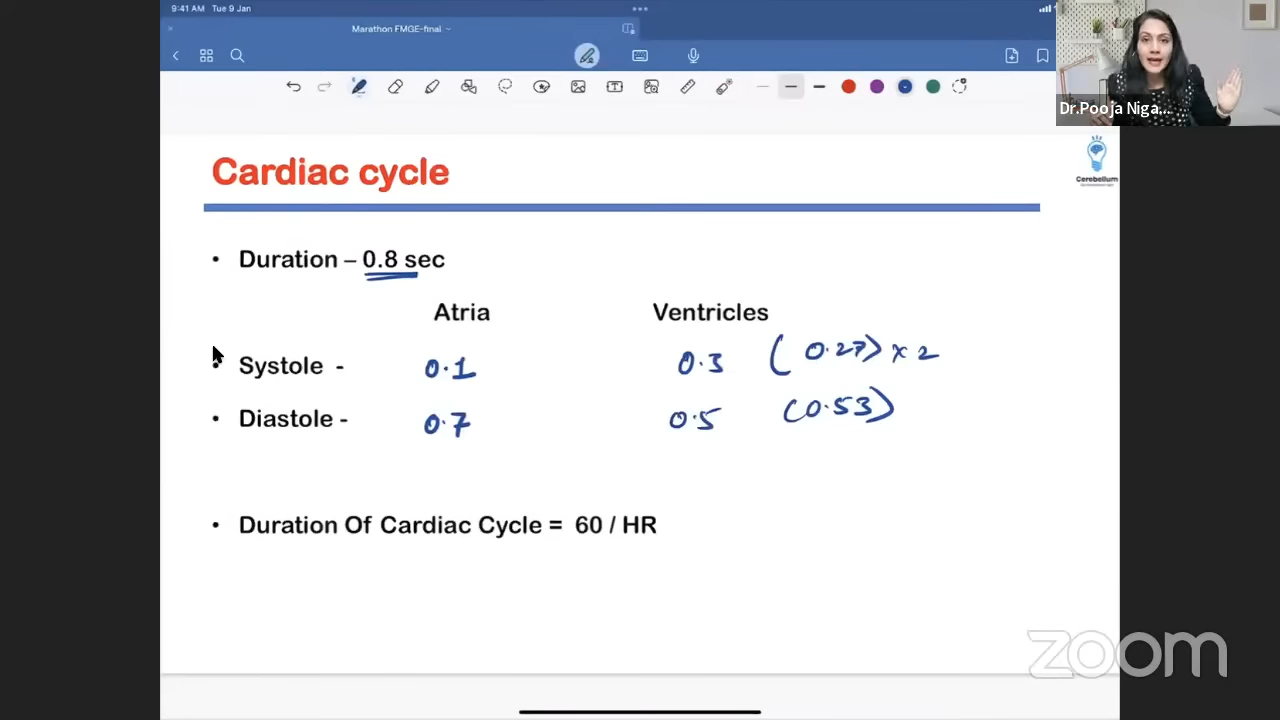 9:41 AM Tue 9 Jan
Marathon FMGE-final
Dr.Pooja Niga...
Cerebellum
Cardiac cycle
• Duration – 0.8 sec
Atria Ventricles
• Systole - 0.1 0.3 (0.27) x 2
• Diastole - 0.7 0.5 (0.53)
• Duration Of Cardiac Cycle = 60 / HR
zoom